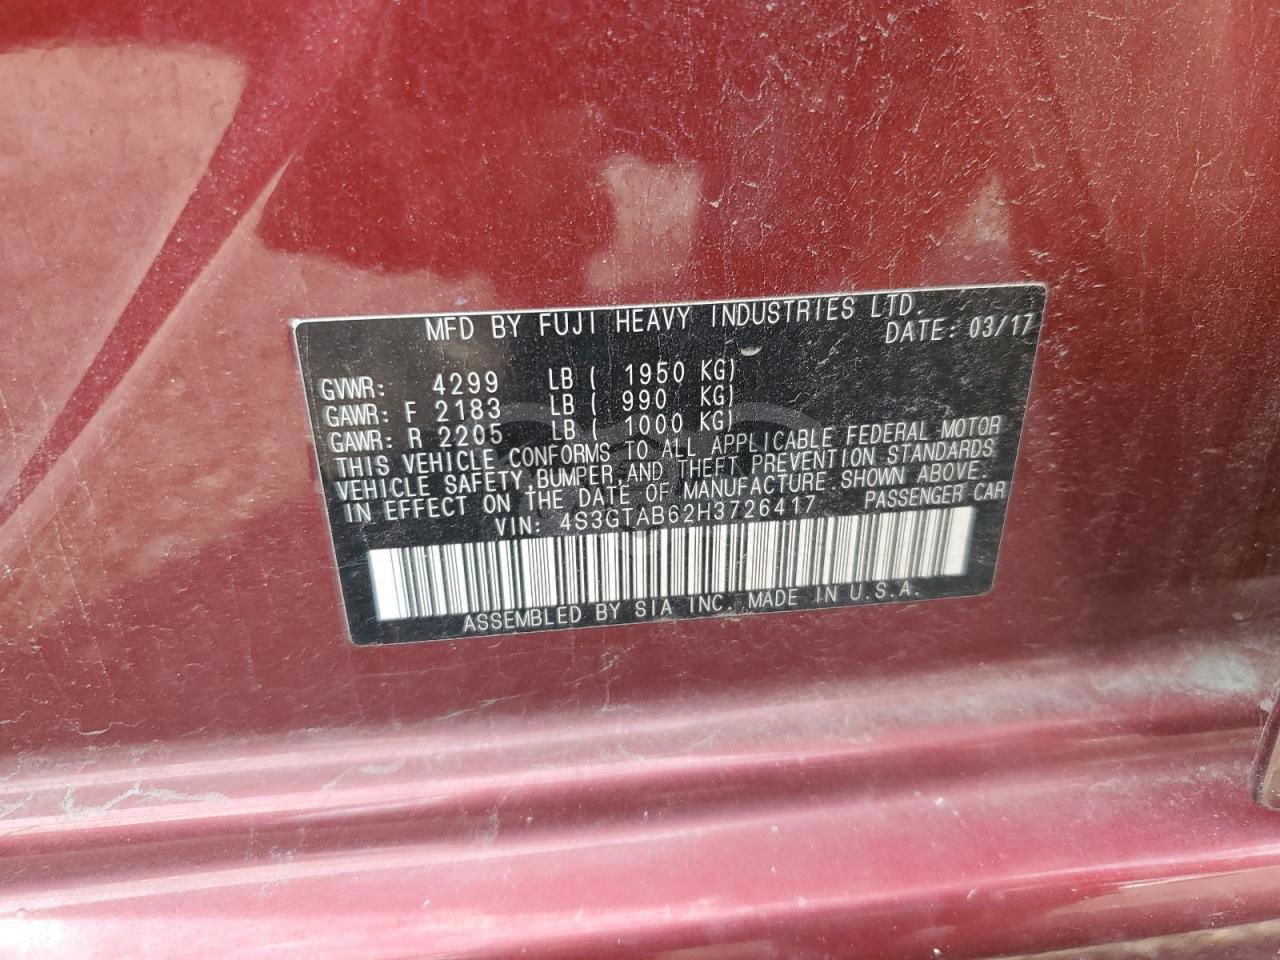 MFD BY FUJI HEAVY INDUSTRIES LTD.
DATE: 03/17
GVWR: 4299 LB ( 1950 KG)
GAWR: F 2183 LB ( 990 KG)
GAWR: R 2205 LB ( 1000 KG)
THIS VEHICLE CONFORMS TO ALL APPLICABLE FEDERAL MOTOR
VEHICLE SAFETY, BUMPER, AND THEFT PREVENTION STANDARDS
IN EFFECT ON THE DATE OF MANUFACTURE SHOWN ABOVE.
VIN: 4S3GTAB62H3726417 PASSENGER CAR
ASSEMBLED BY SIA INC. MADE IN U.S.A.